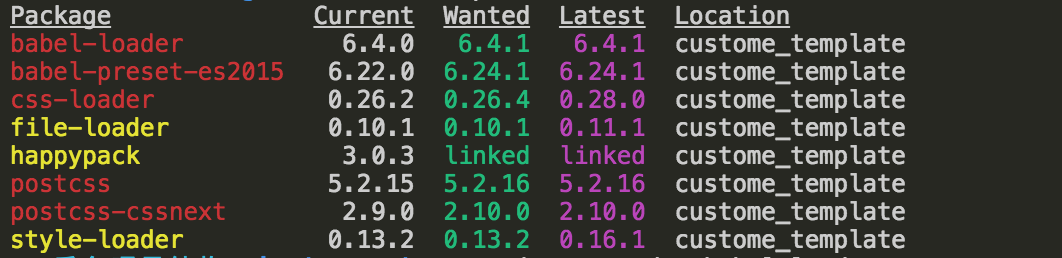 Package Current Wanted Latest Location
babel-loader 6.4.0 6.4.1 6.4.1 custome_template
babel-preset-es2015 6.22.0 6.24.1 6.24.1 custome_template
css-loader 0.26.2 0.26.4 0.28.0 custome_template
file-loader 0.10.1 0.10.1 0.11.1 custome_template
happypack 3.0.3 linked linked custome_template
postcss 5.2.15 5.2.16 5.2.16 custome_template
postcss-cssnext 2.9.0 2.10.0 2.10.0 custome_template
style-loader 0.13.2 0.13.2 0.16.1 custome_template